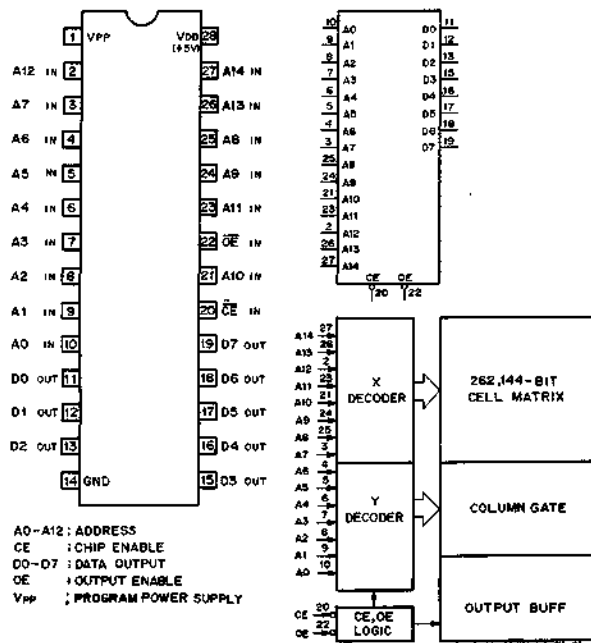 1 VPP VDD 28
(+5V)
A12 IN 2 27 A14 IN
A7 IN 3 26 A13 IN
A6 IN 4 25 A8 IN
A5 IN 5 24 A9 IN
A4 IN 6 23 A11 IN
A3 IN 7 22 OE IN
A2 IN 8 21 A10 IN
A1 IN 9 20 CE IN
A0 IN 10 19 D7 OUT
D0 OUT 11 18 D6 OUT
D1 OUT 12 17 D5 OUT
D2 OUT 13 16 D4 OUT
14 GND 15 D3 OUT
A0-A12 : ADDRESS
CE : CHIP ENABLE
D0-D7 : DATA OUTPUT
OE : OUTPUT ENABLE
VPP : PROGRAM POWER SUPPLY
10 A0 D0 11
9 A1 D1 12
8 A2 D2 13
7 A3 D3 15
6 A4 D4 16
5 A5 D5 17
4 A6 D6 18
3 A7 D7 19
25 A8
24 A9
21 A10
23 A11
2 A12
26 A13
27 A14
CE OE
20 22
A14 27
A13 26
A12 2
A11 23
A10 21
A9 24
A8 25
A7 3
A6 4
A5 5
A4 6
A3 7
A2 8
A1 9
A0 10
X
DECODER
262,144-BIT
CELL MATRIX
Y
DECODER
COLUMN GATE
CE 20
OE 22
CE,OE
LOGIC
OUTPUT BUFF